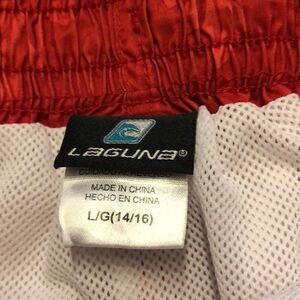 LAGUNA®
MADE IN CHINA
HECHO EN CHINA
L/G(14/16)